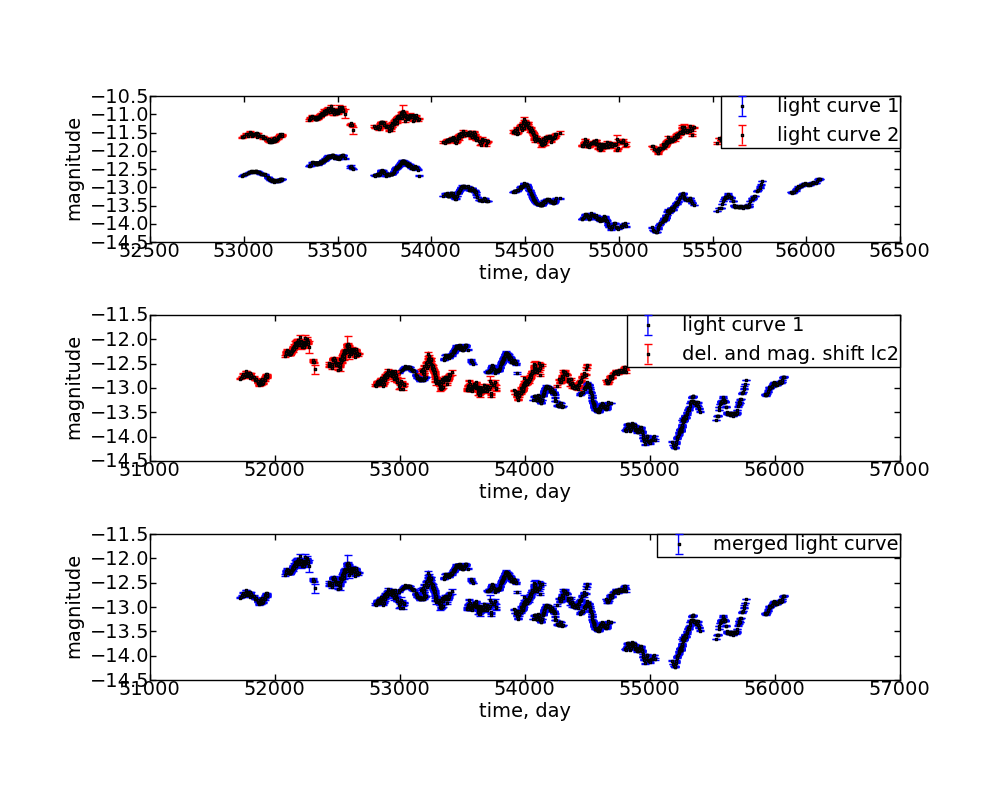 −10.5
−11.0
−11.5
−12.0
−12.5
−13.0
−13.5
−14.0
−14.5
magnitude
light curve 1
light curve 2
52500 53000 53500 54000 54500 55000 55500 56000 56500
time, day
−11.5
−12.0
−12.5
−13.0
−13.5
−14.0
−14.5
magnitude
light curve 1
del. and mag. shift lc2
51000 52000 53000 54000 55000 56000 57000
time, day
−11.5
−12.0
−12.5
−13.0
−13.5
−14.0
−14.5
magnitude
merged light curve
51000 52000 53000 54000 55000 56000 57000
time, day